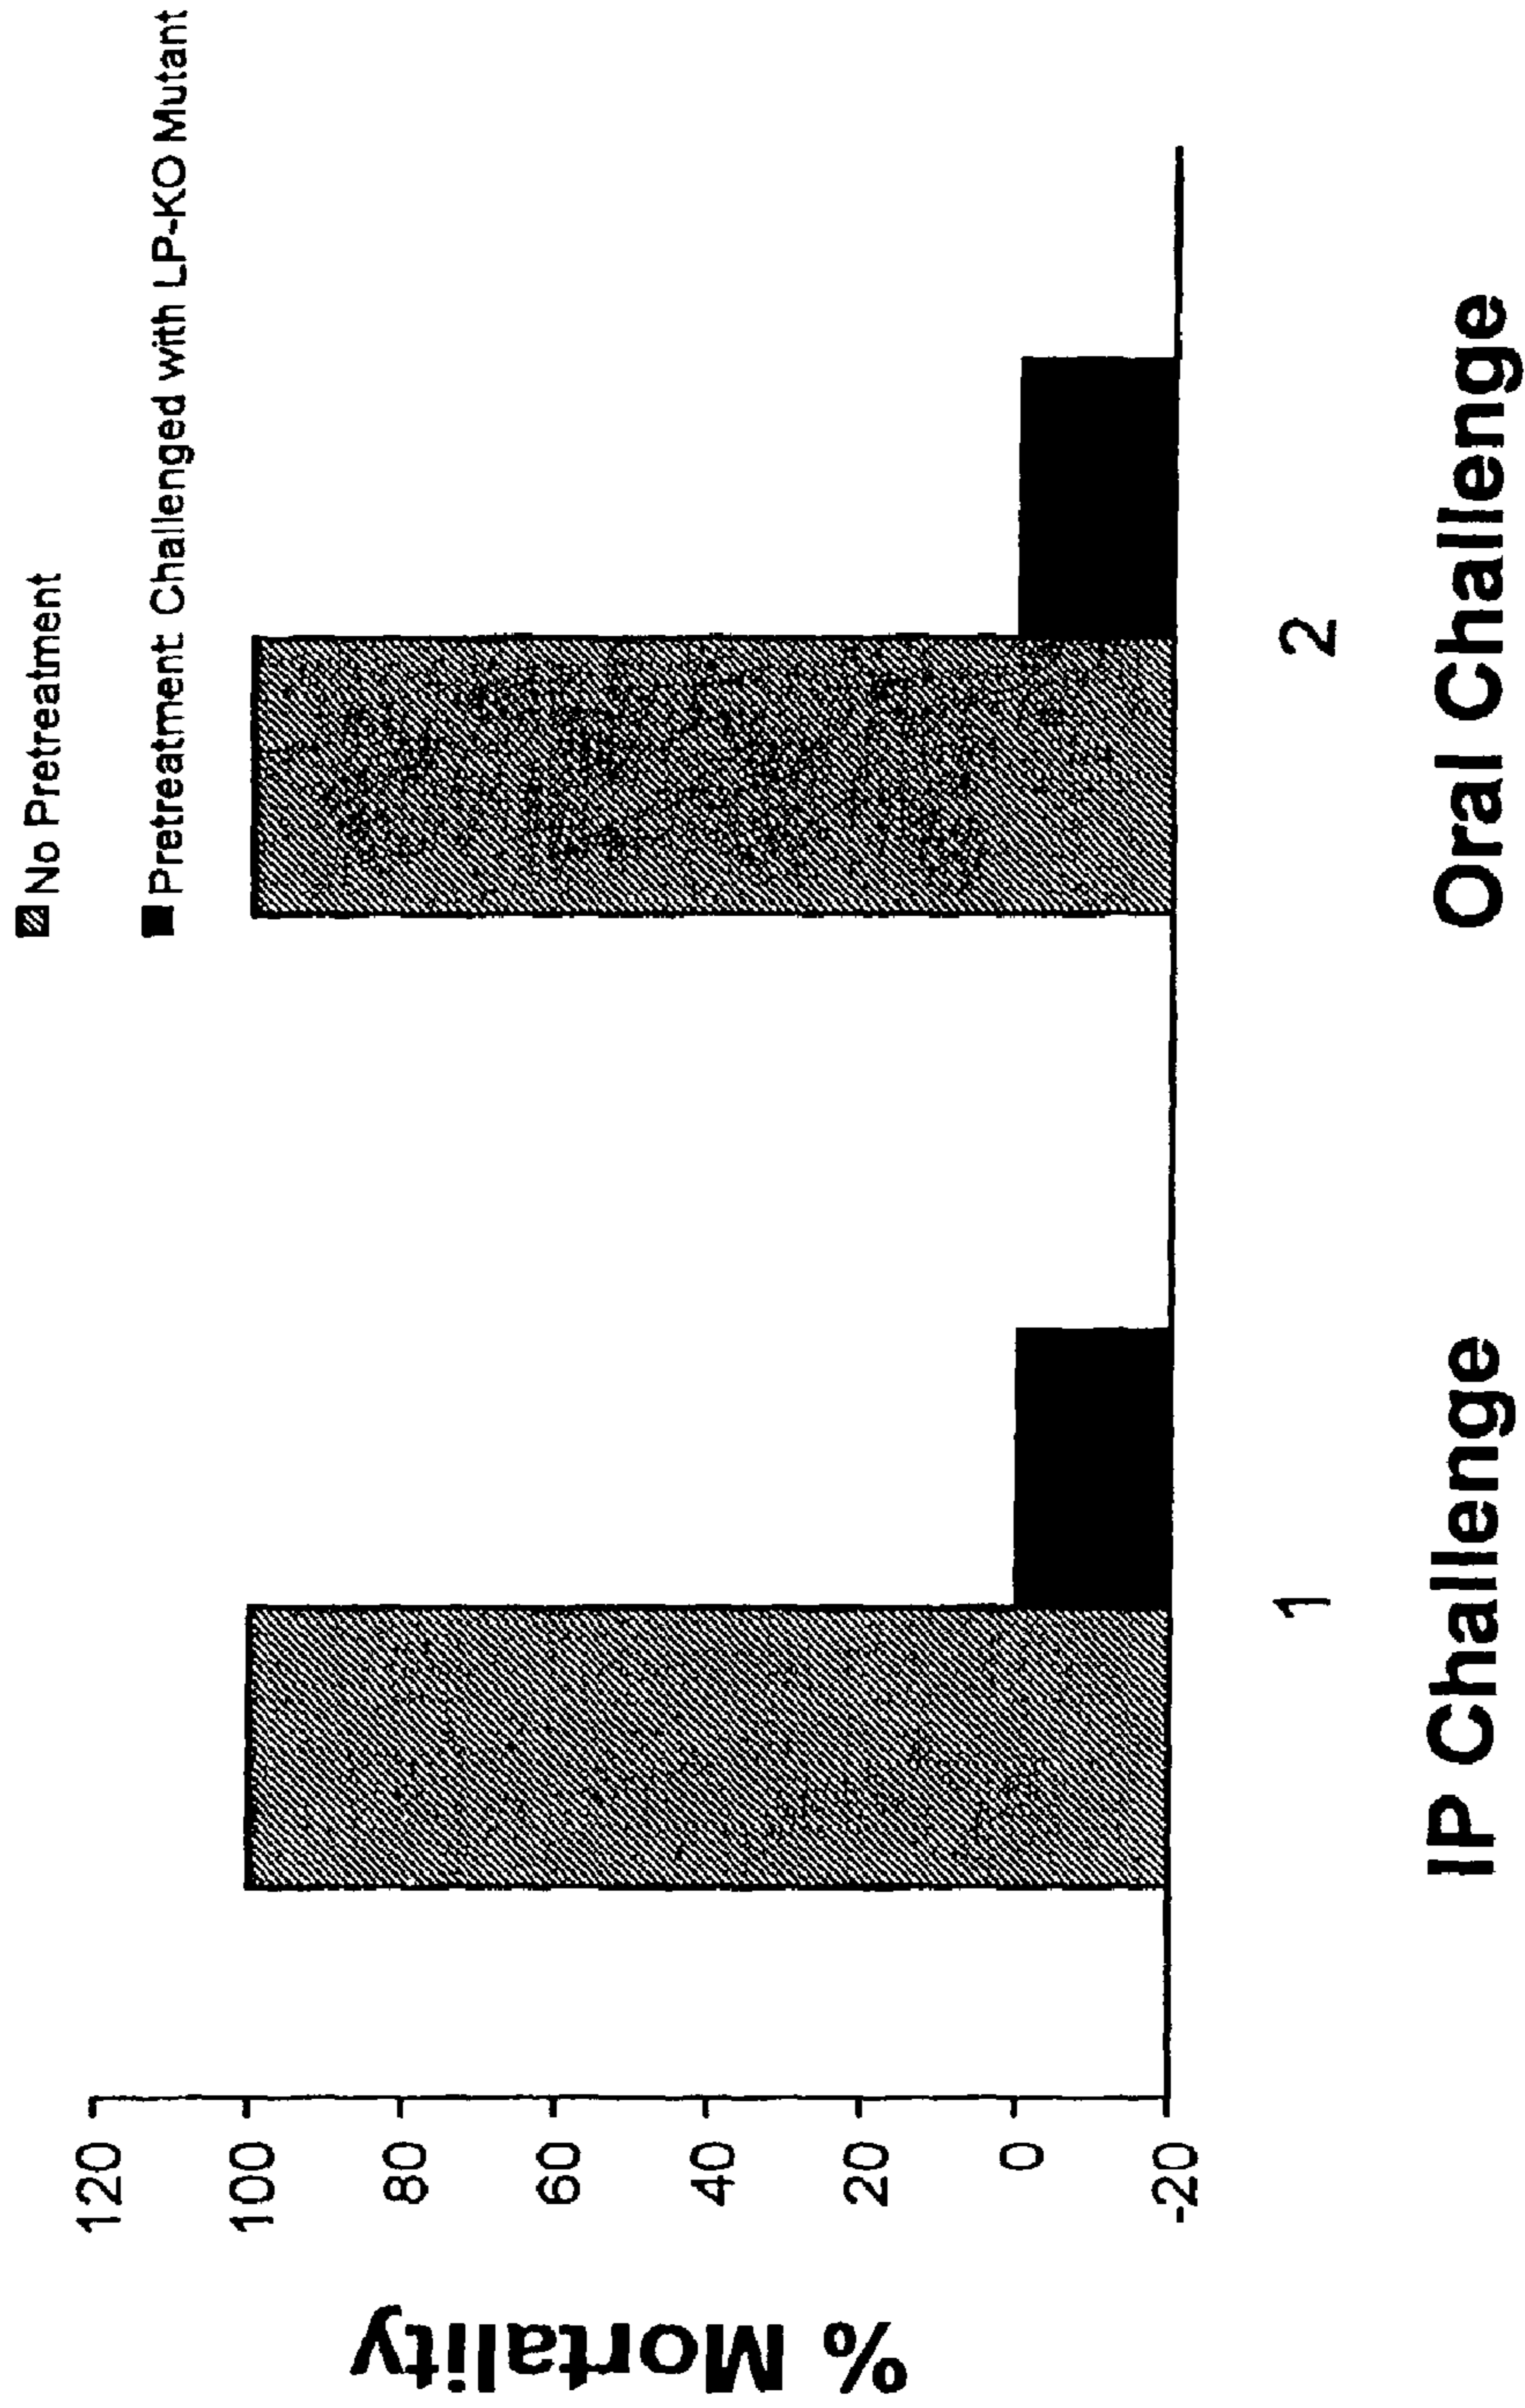 No Pretreatment
Pretreatment Challenged with LP-KO Mutant
% Mortality
120
100
80
60
40
20
0
-20
1
2
IP Challenge
Oral Challenge